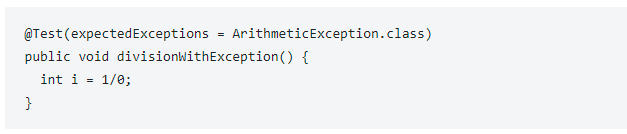 @Test(expectedExceptions = ArithmeticException.class)
public void divisionWithException() {
  int i = 1/0;
}